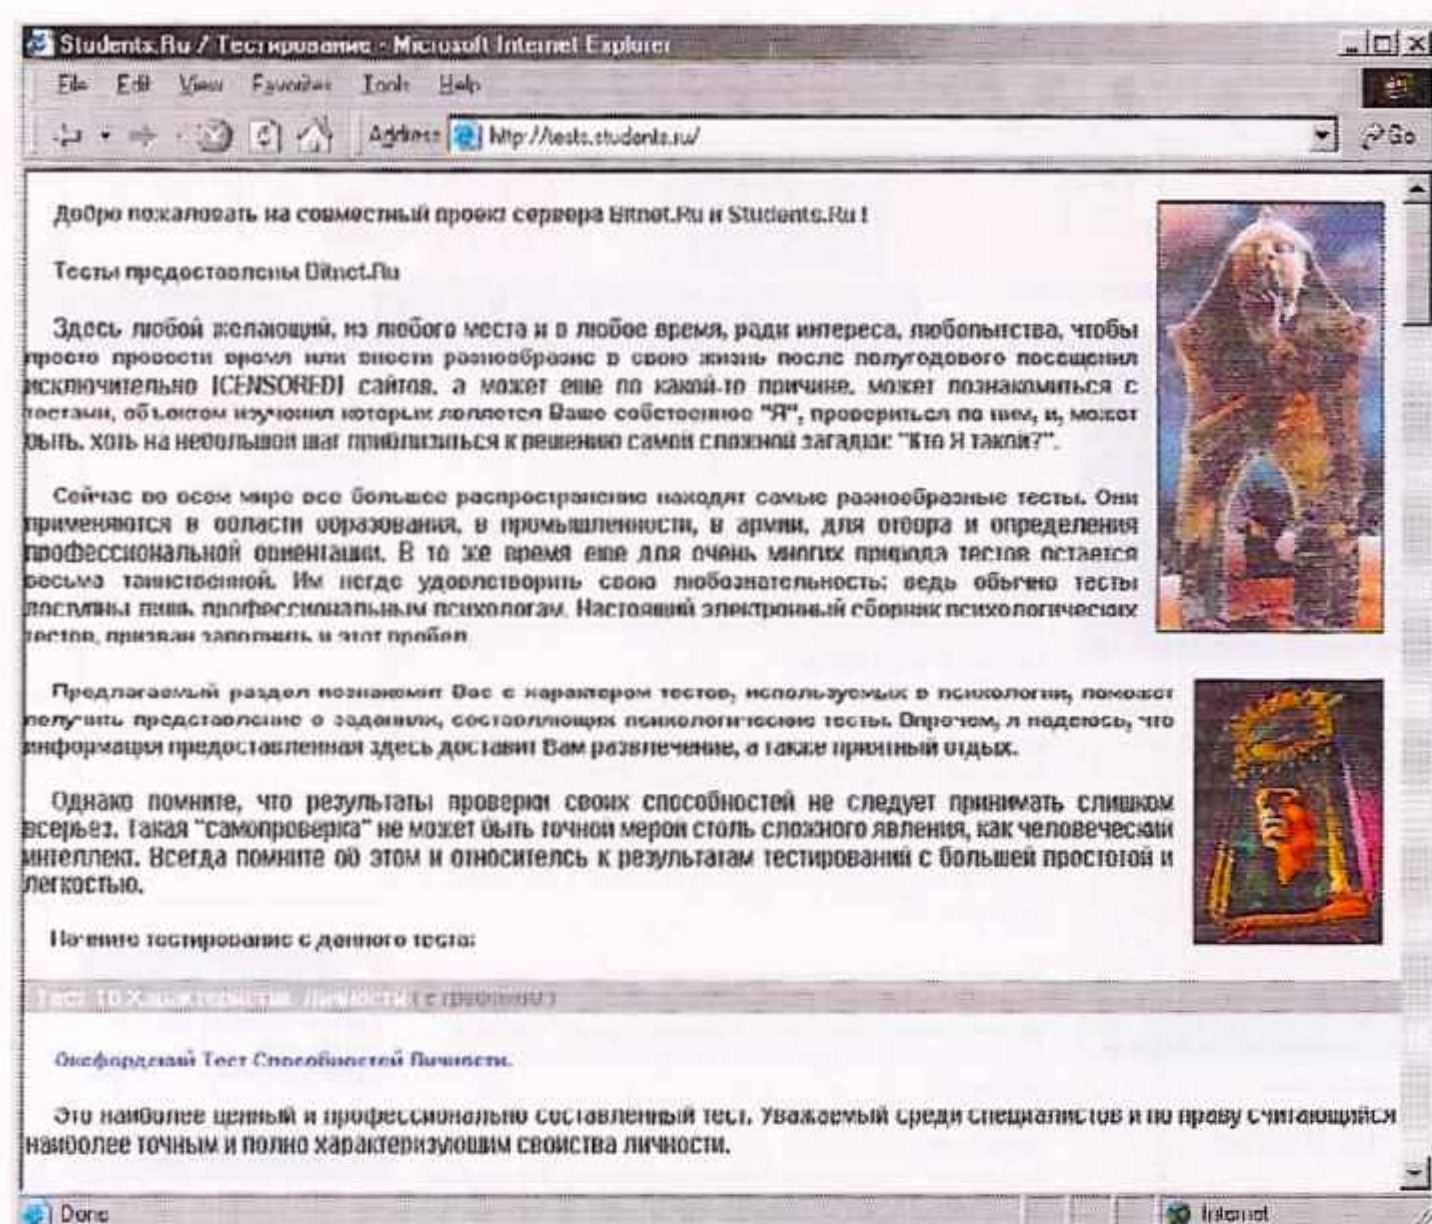 Students.Ru / Тестирование - Microsoft Internet Explorer
File Edit View Favorites Tools Help
Address http://tests.students.ru/ Go
Добро пожаловать на совместный проект сервера Bitnet.Ru и Students.Ru !
Тесты предоставлены Bitnet.Ru
Здесь любой желающий, из любого места и в любое время, ради интереса, любопытства, чтобы
просто провести время или внести разнообразие в свою жизнь после полугодового посещения
исключительно [CENSORED] сайтов, а может еще по какой-то причине, может познакомиться с
тестами, объектом изучения которых является Ваше собственное "Я", провериться по ним, и, может
быть, хоть на небольшой шаг приблизиться к решению самой сложной загадки: "Кто Я такой?".
Сейчас во всем мире все большее распространение находят самые разнообразные тесты. Они
применяются в области образования, в промышленности, в армии, для отбора и определения
профессиональной ориентации. В то же время еще для очень многих природа тестов остается
весьма таинственной. Им негде удовлетворить свою любознательность: ведь обычно тесты
доступны лишь профессиональным психологам. Настоящий электронный сборник психологических
тестов, призван заполнить и этот пробел
Предлагаемый раздел познакомит Вас с характером тестов, используемых в психологии, поможет
получить представление о заданиях, составляющих психологические тесты. Впрочем, я надеюсь, что
информация предоставленная здесь доставит Вам развлечение, а также приятный отдых.
Однако помните, что результаты проверки своих способностей не следует принимать слишком
всерьез. Такая "самопроверка" не может быть точной мерой столь сложного явления, как человеческий
интеллект. Всегда помните об этом и относителсь к результатам тестирований с большей простотой и
легкостью.
Начните тестирование с данного теста:
Тест 10 Характеристик Личности ( с графиком )
Оксфордский Тест Способностей Личности.
Это наиболее ценный и профессионально составленный тест. Уважаемый среди специалистов и по праву считающийся
наиболее точным и полно характеризующим свойства личности.
Done Internet